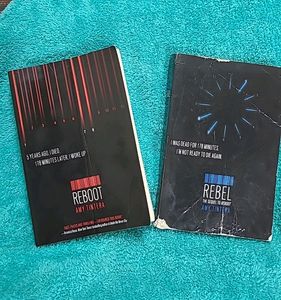 5 YEARS AGO, I DIED.
178 MINUTES LATER, I WOKE UP
REBOOT
AMY TINTERA
I WAS DEAD FOR 178 MINUTES.
I'M NOT READY TO DIE AGAIN.
REBEL
THE SEQUEL TO REBOOT
AMY TINTERA